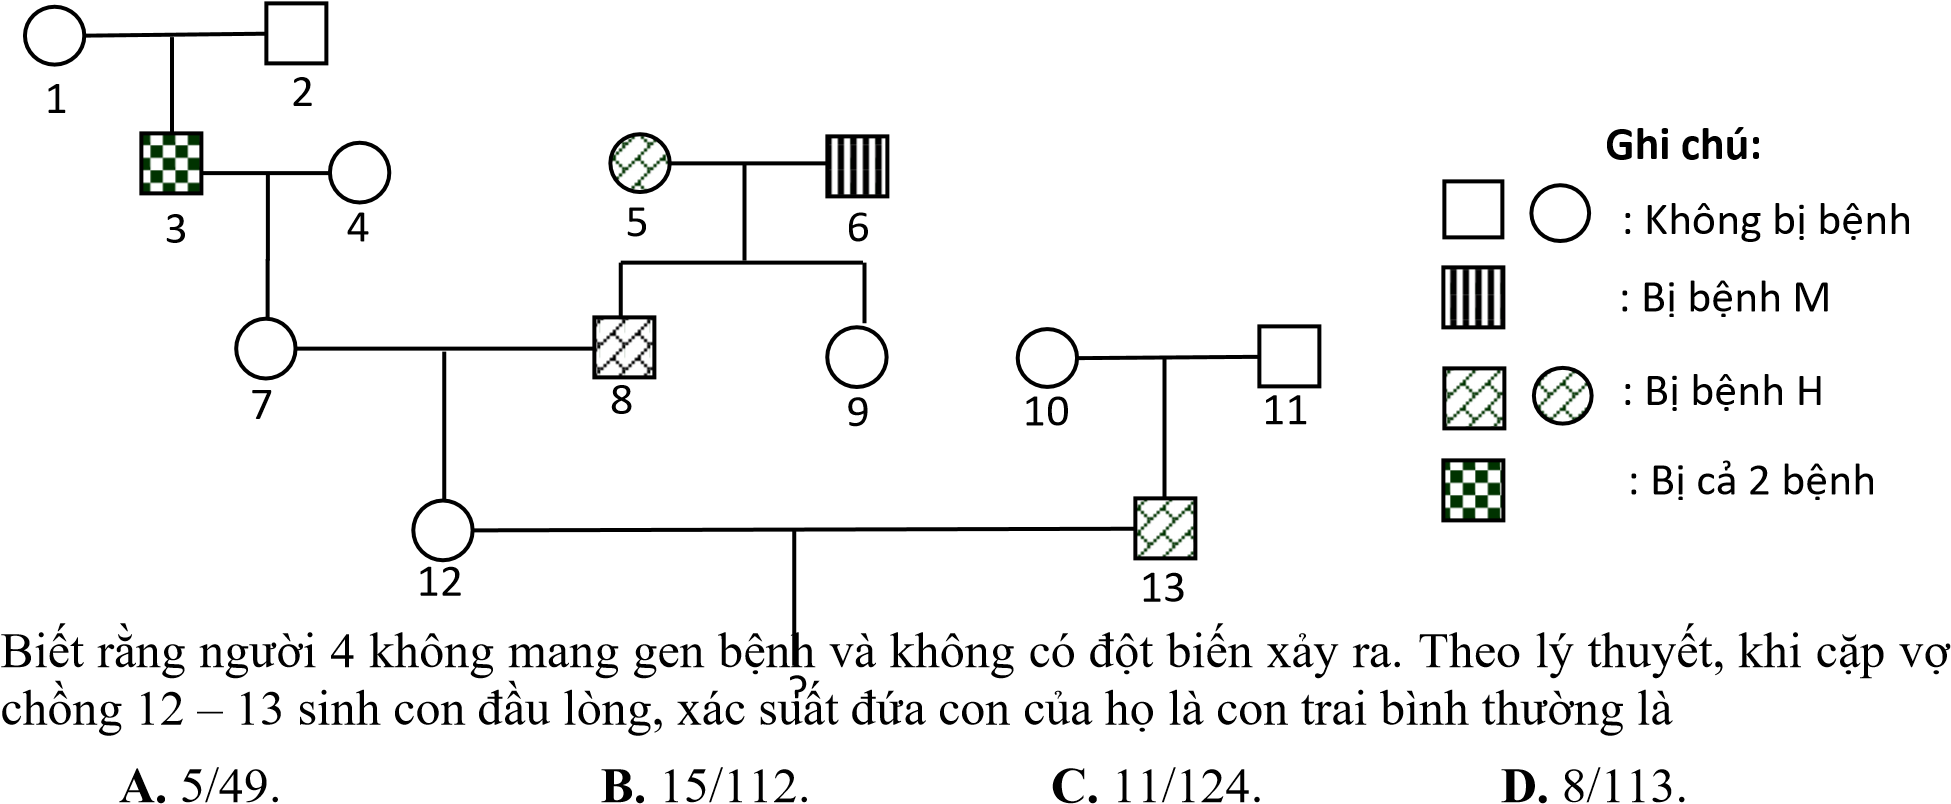 1
2
3
4
5
6
7
8
9
10
11
12
13
Ghi chú:
: Không bị bệnh
: Bị bệnh M
: Bị bệnh H
: Bị cả 2 bệnh
?
Biết rằng người 4 không mang gen bệnh và không có đột biến xảy ra. Theo lý thuyết, khi cặp vợ
chồng 12 – 13 sinh con đầu lòng, xác suất đứa con của họ là con trai bình thường là
A. 5/49. B. 15/112. C. 11/124. D. 8/113.